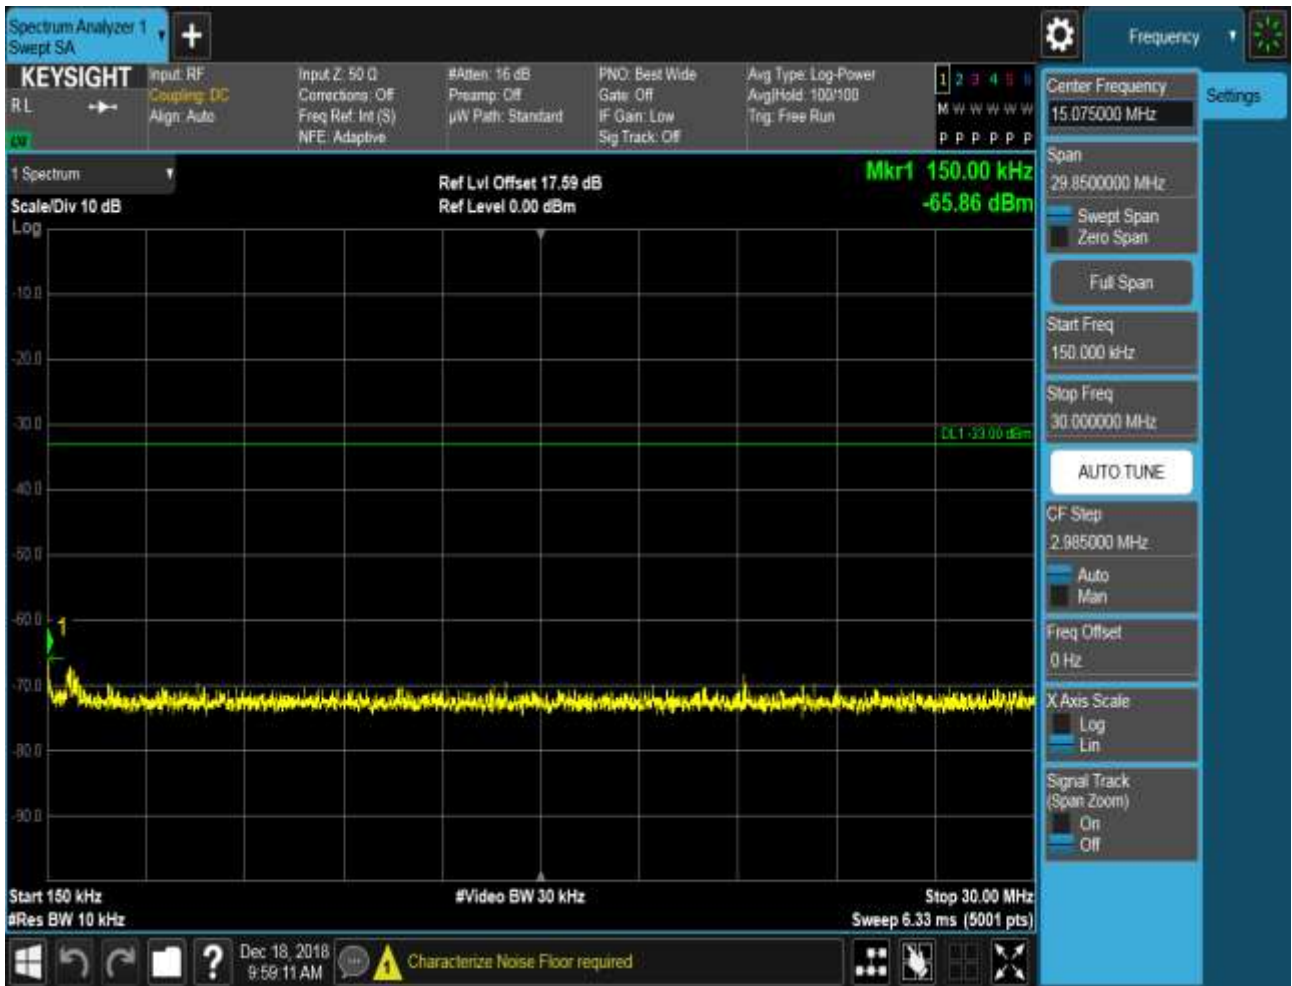 Spectrum Analyzer 1
Swept SA
Frequency
KEYSIGHT
RL
Input: RF
Coupling: DC
Align: Auto
Input Z: 50 Ω
Corrections: Off
Freq Ref: Int (S)
NFE: Adaptive
#Atten: 16 dB
Preamp: Off
µW Path: Standard
PNO: Best Wide
Gate: Off
IF Gain: Low
Sig Track: Off
Avg Type: Log-Power
Avg|Hold: 100/100
Trig: Free Run
1 2 3 4 5 6
M W W W W W
P P P P P P
1 Spectrum
Scale/Div 10 dB
Log
Ref Lvl Offset 17.59 dB
Ref Level 0.00 dBm
Mkr1 150.00 kHz
-65.86 dBm
-10.0
-20.0
-30.0
DL1 -33.00 dBm
-40.0
-50.0
-60.0
1
-70.0
-80.0
-90.0
Start 150 kHz
#Res BW 10 kHz
#Video BW 30 kHz
Stop 30.00 MHz
Sweep 6.33 ms (5001 pts)
Dec 18, 2018
9:59:11 AM
Characterize Noise Floor required
Center Frequency
15.075000 MHz
Settings
Span
29.8500000 MHz
Swept Span
Zero Span
Full Span
Start Freq
150.000 kHz
Stop Freq
30.000000 MHz
AUTO TUNE
CF Step
2.985000 MHz
Auto
Man
Freq Offset
0 Hz
X Axis Scale
Log
Lin
Signal Track
(Span Zoom)
On
Off